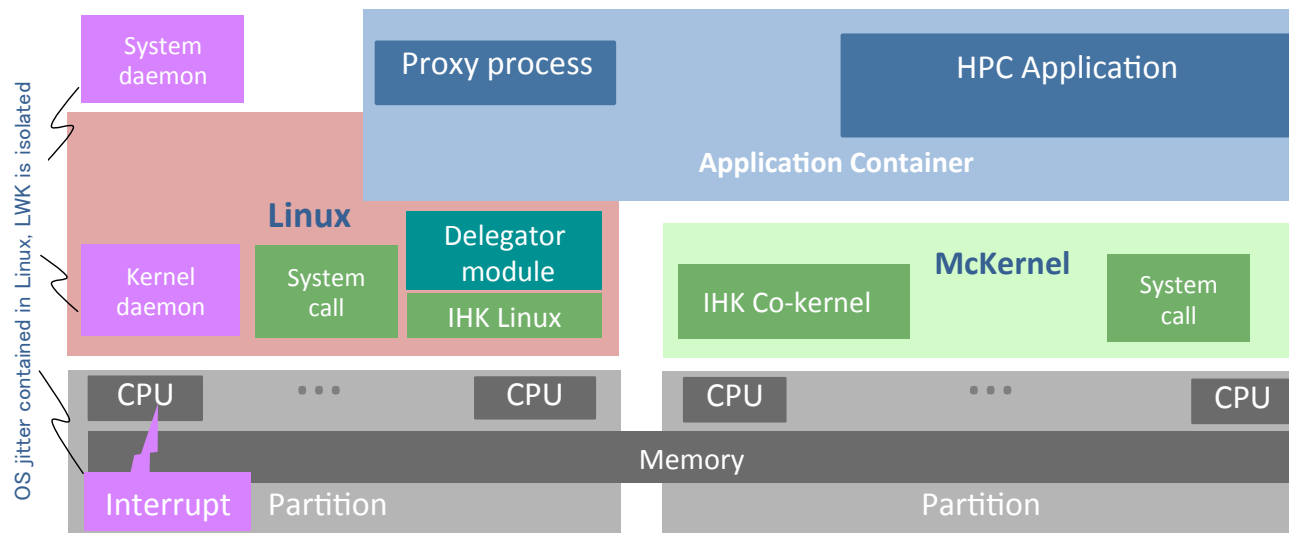 OS jitter contained in Linux, LWK is isolated
System
daemon
Proxy process
HPC Application
Application Container
Linux
Delegator
module
Kernel
daemon
System
call
IHK Linux
McKernel
IHK Co-kernel
System
call
CPU
...
CPU
CPU
...
CPU
Memory
Interrupt
Partition
Partition